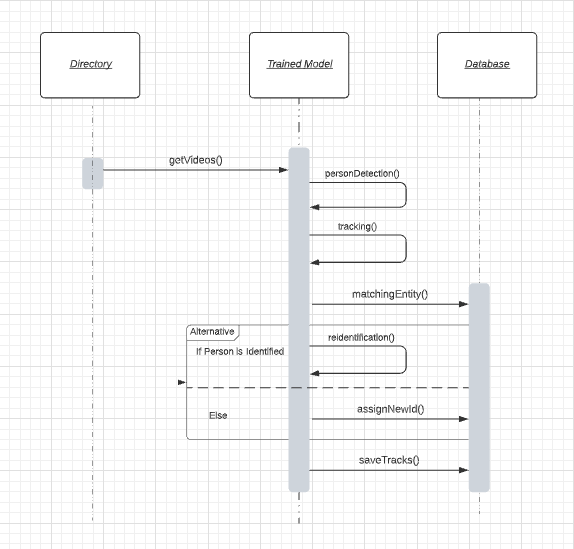 Directory
Trained Model
Database
getVideos()
personDetection()
tracking()
matchingEntity()
Alternative
If Person is Identified
reidentification()
Else
assignNewId()
saveTracks()